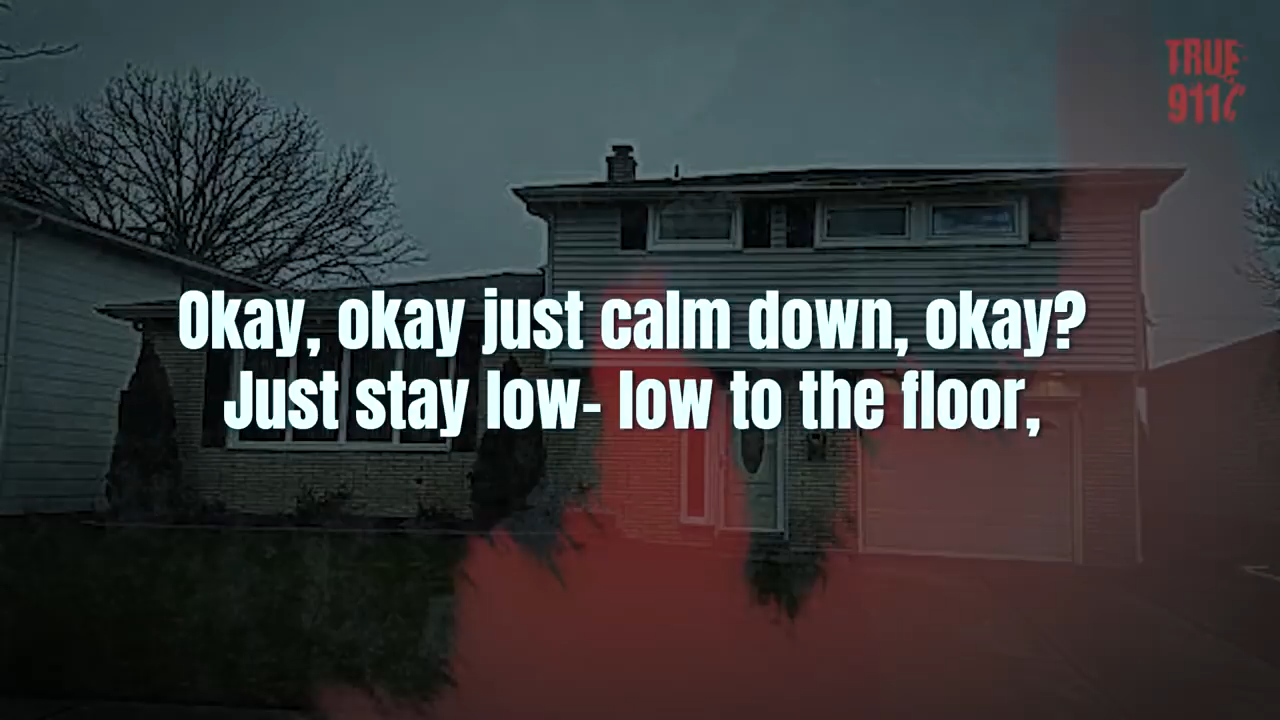 TRUE
911
Okay, okay just calm down, okay?
Just stay low- low to the floor,